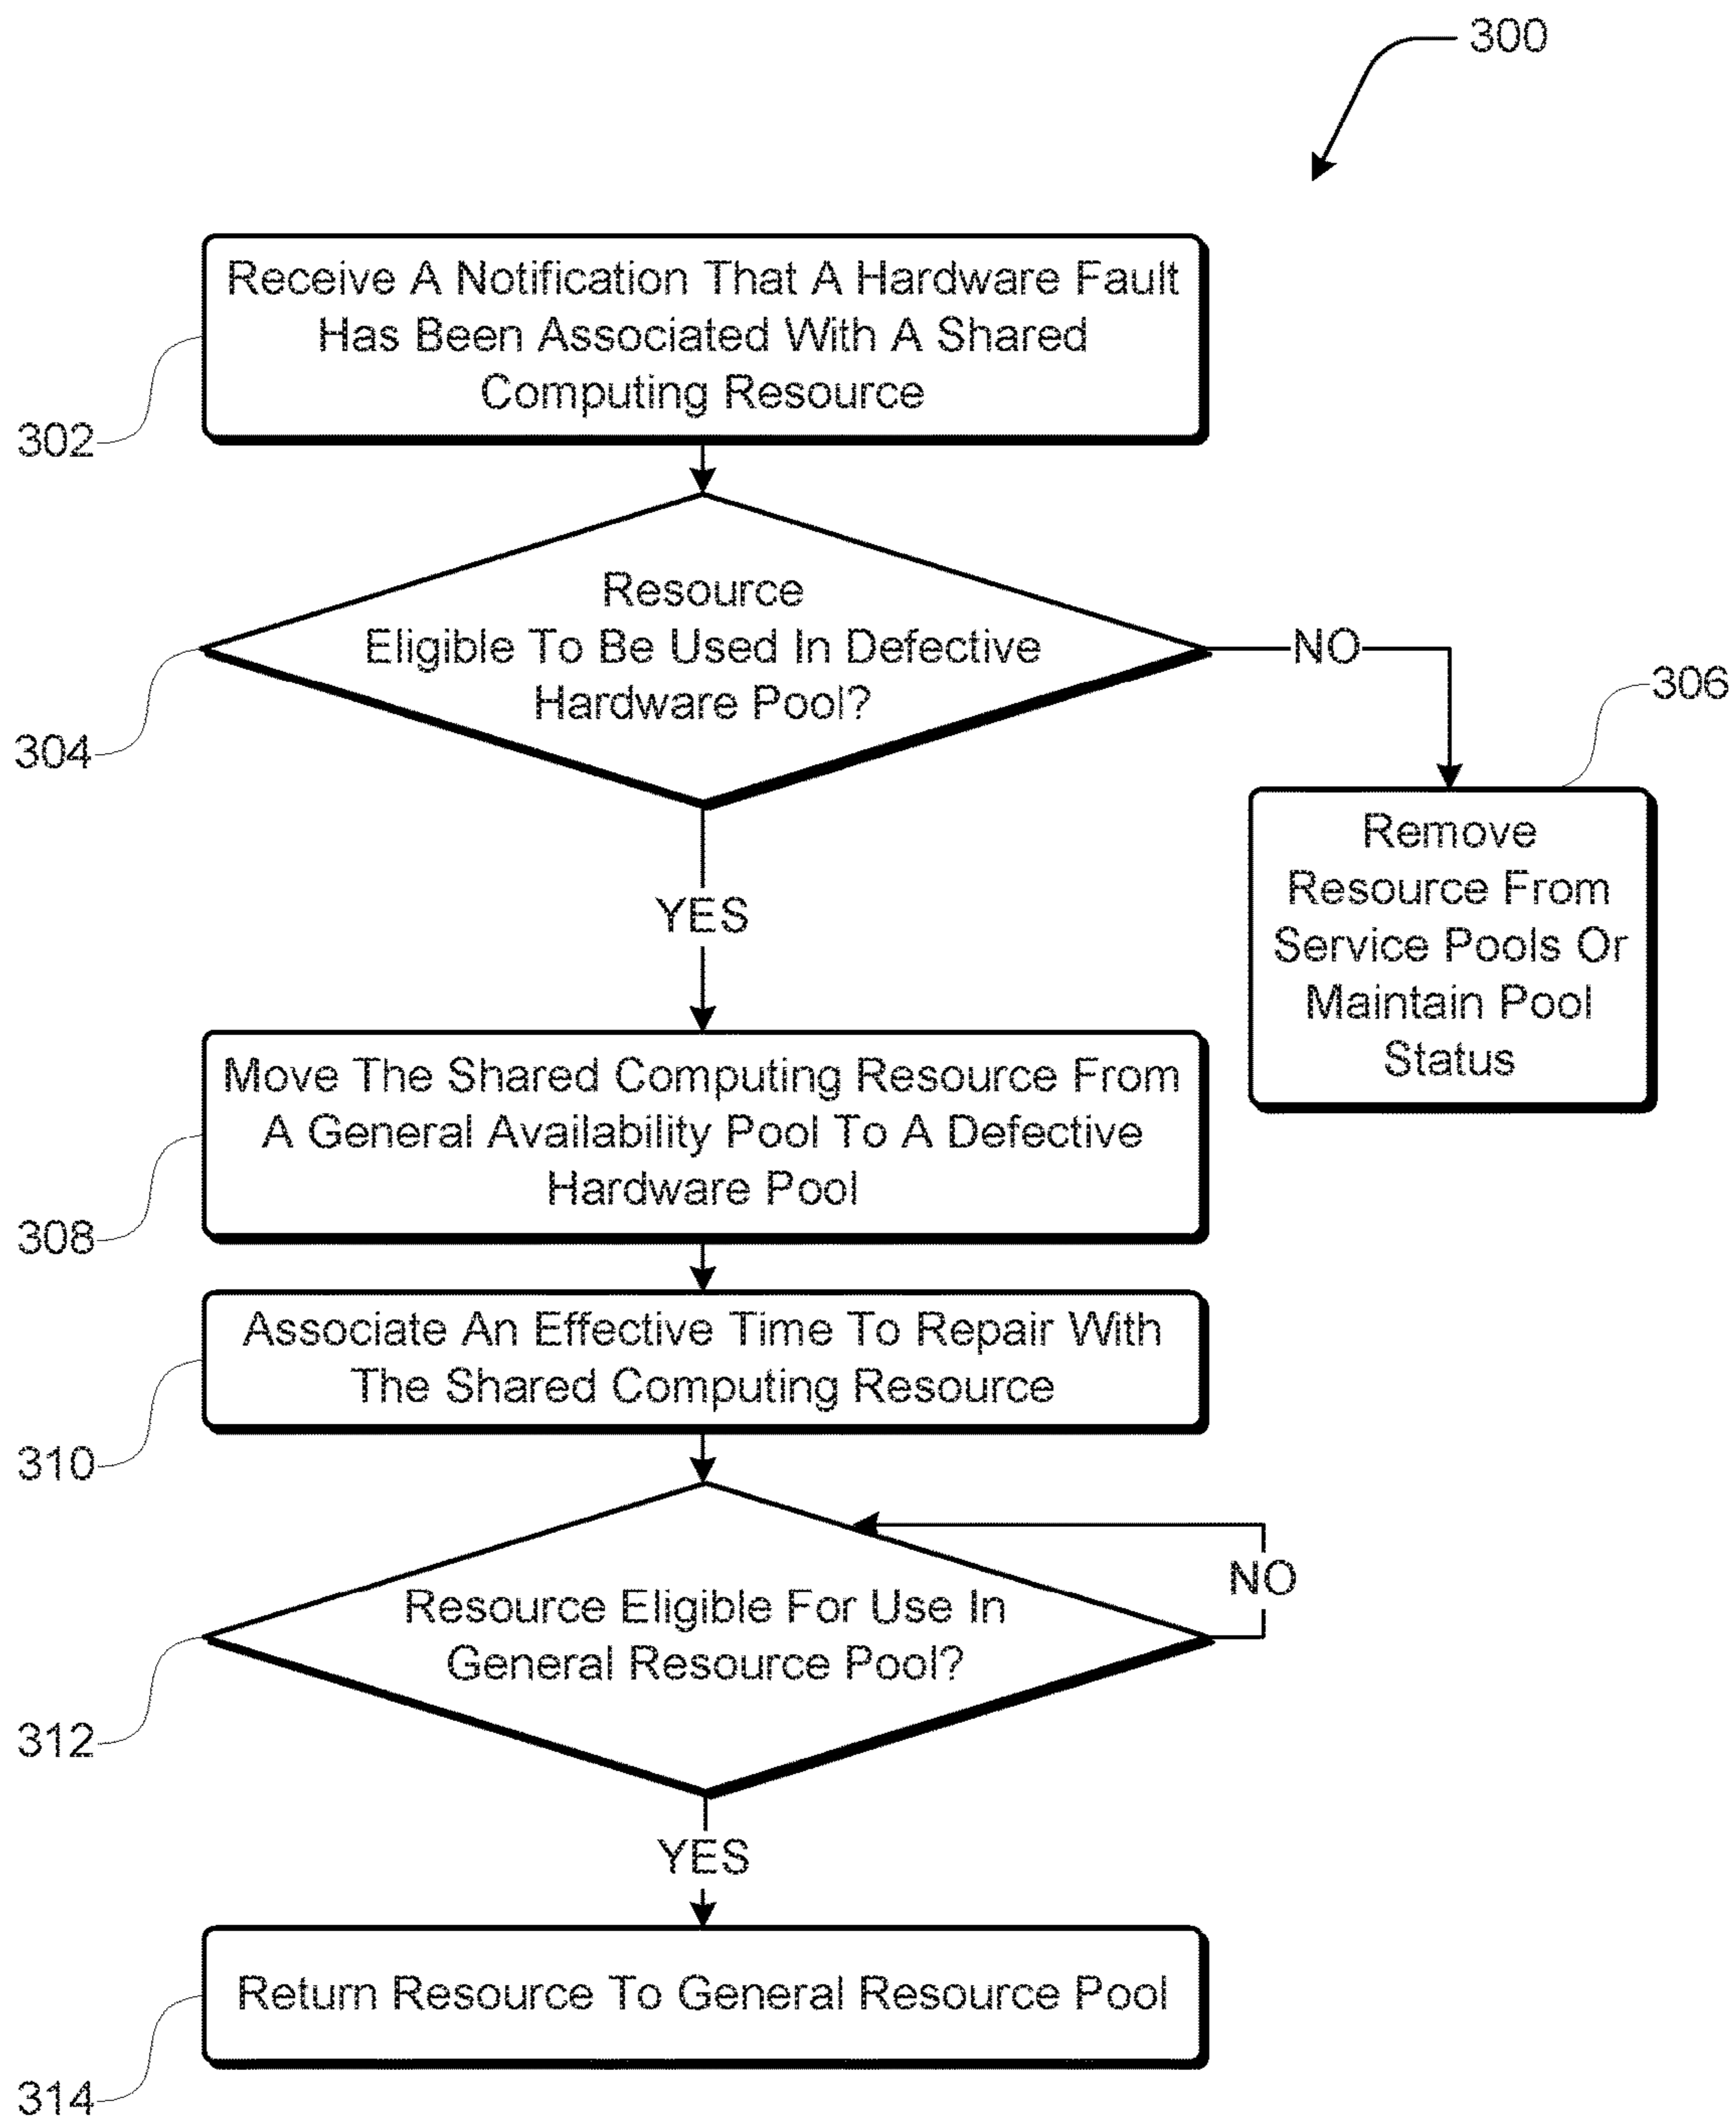 300
Receive A Notification That A Hardware Fault
Has Been Associated With A Shared
Computing Resource
302
Resource
Eligible To Be Used In Defective
Hardware Pool?
NO
304
306
Remove
Resource From
Service Pools Or
Maintain Pool
Status
YES
Move The Shared Computing Resource From
A General Availability Pool To A Defective
Hardware Pool
308
Associate An Effective Time To Repair With
The Shared Computing Resource
310
NO
Resource Eligible For Use In
General Resource Pool?
312
YES
Return Resource To General Resource Pool
314